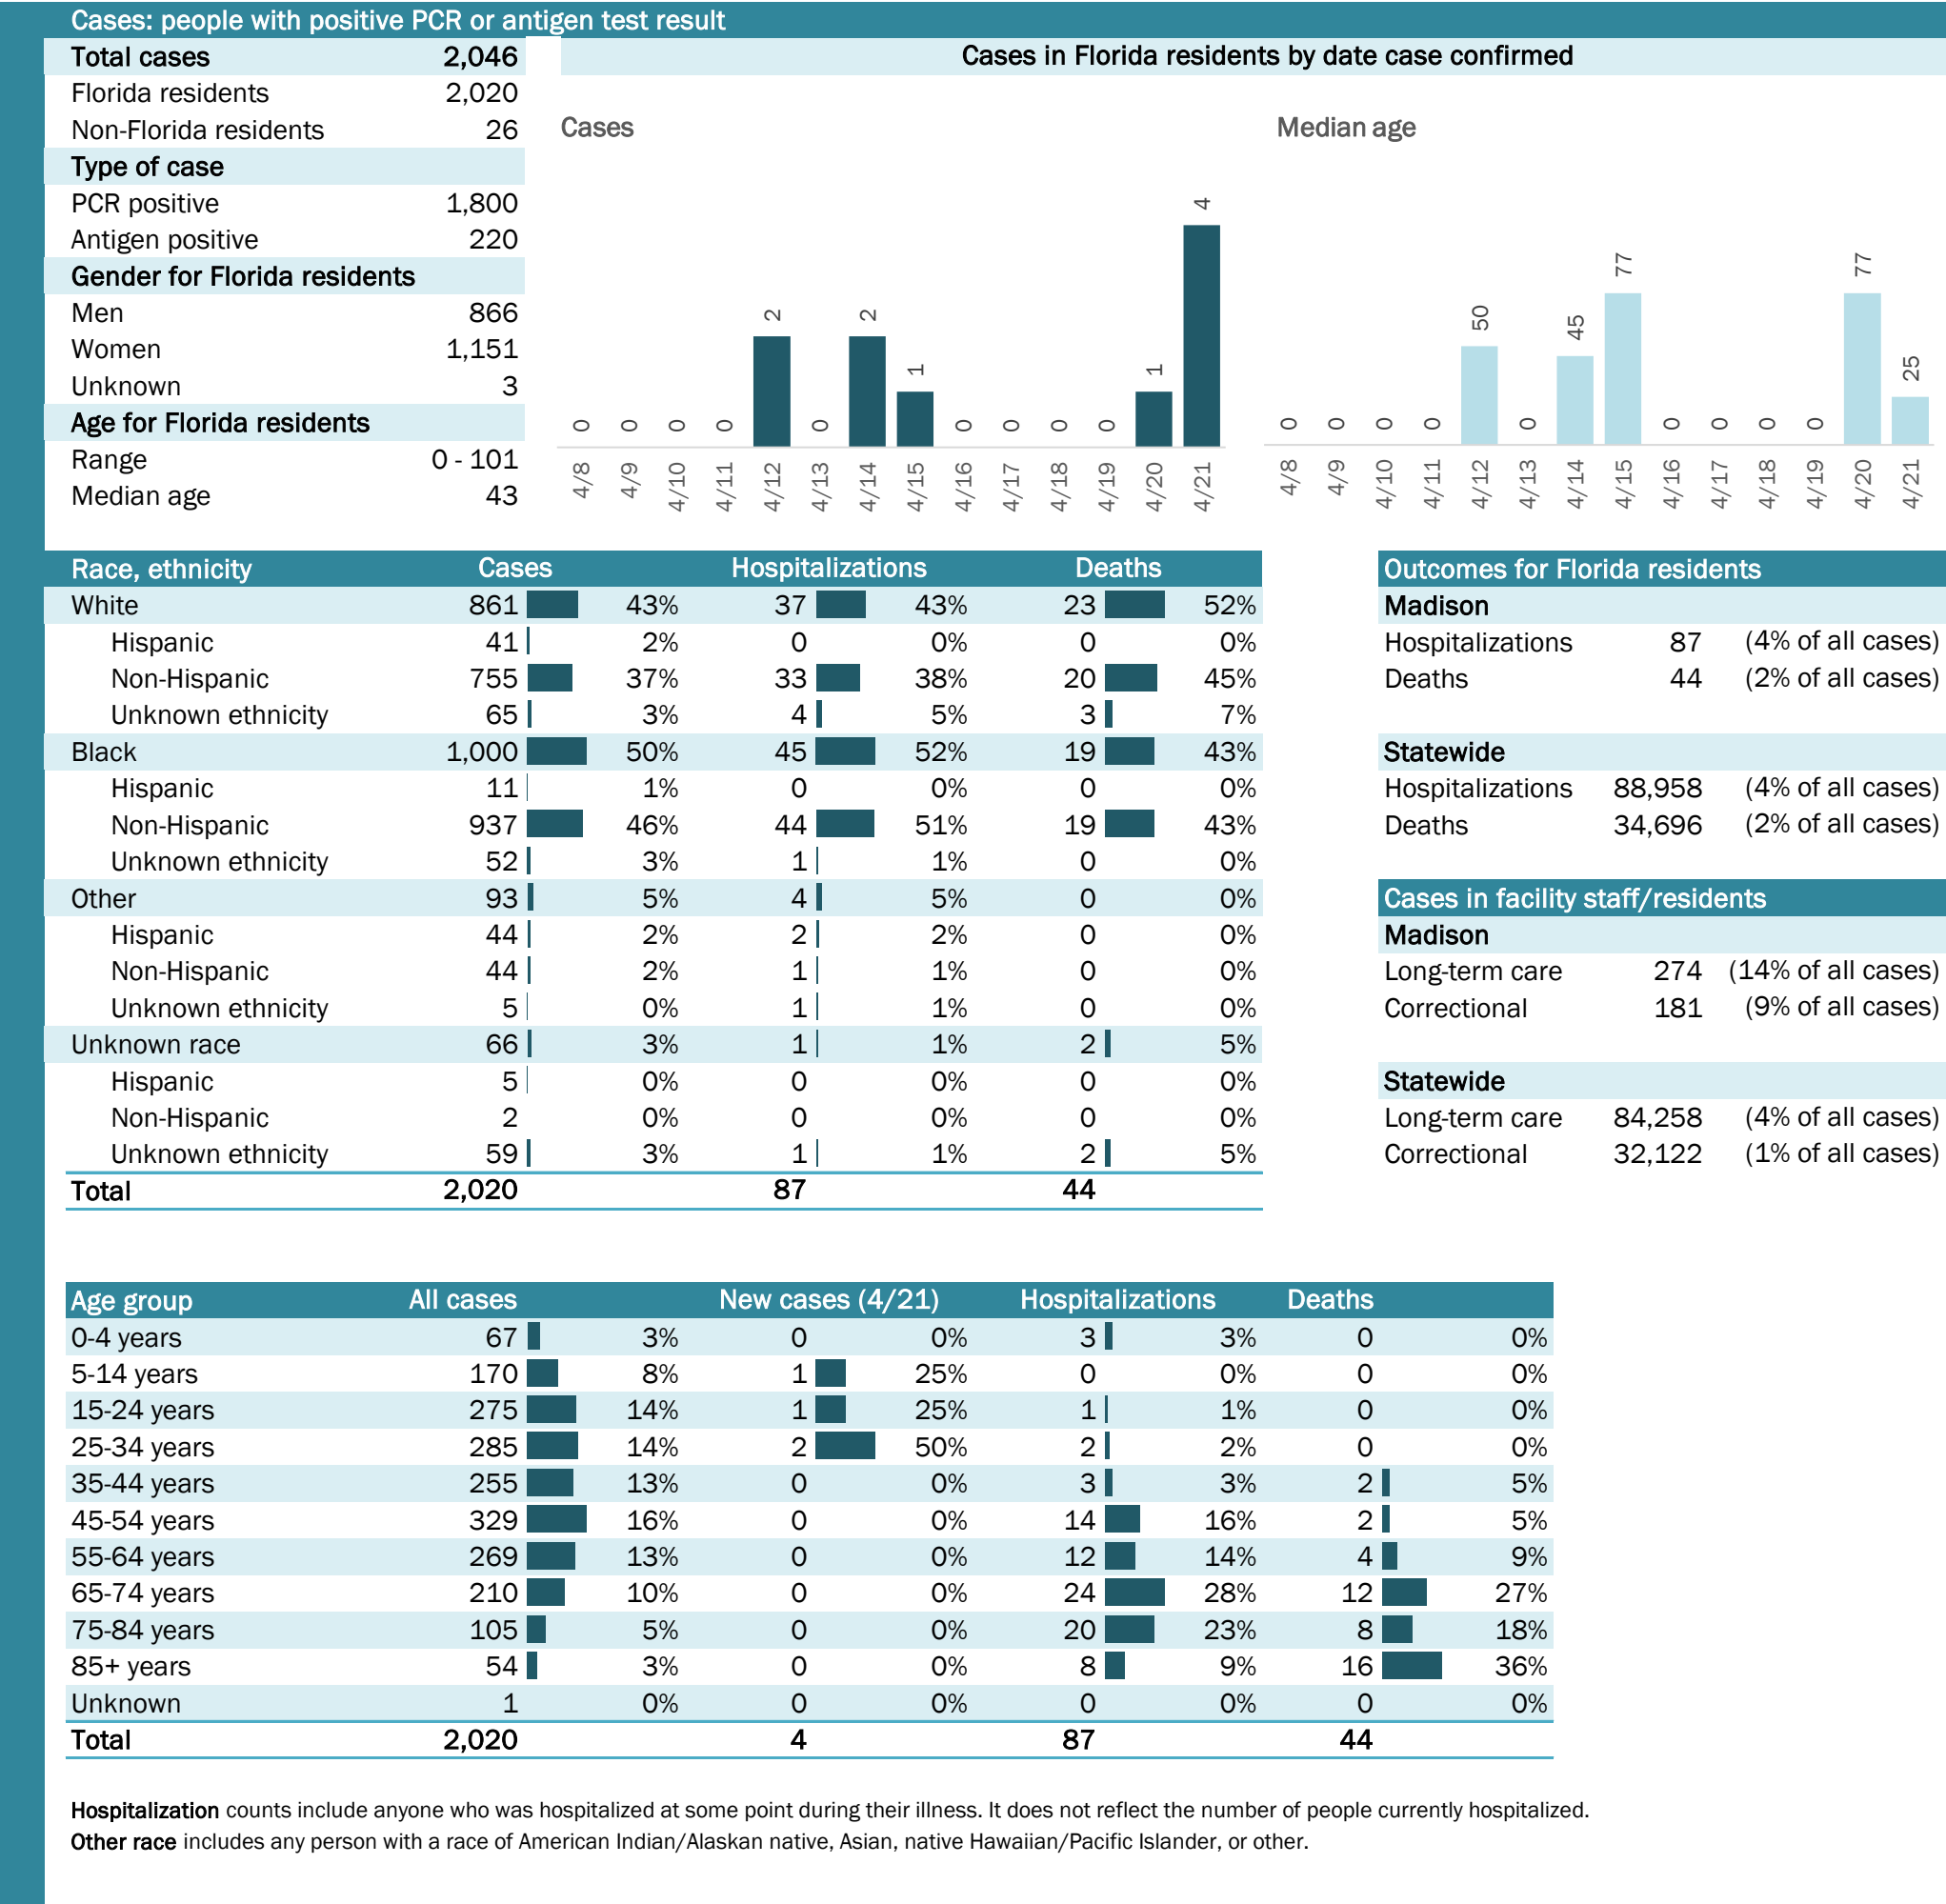 Cases: people with positive PCR or antigen test result
Total cases 2,046
Florida residents 2,020
Non-Florida residents 26
Type of case
PCR positive 1,800
Antigen positive 220
Gender for Florida residents
Men 866
Women 1,151
Unknown 3
Age for Florida residents
Range 0 - 101
Median age 43
Cases in Florida residents by date case confirmed
Cases
0 0 0 0 2 0 2 1 0 0 0 0 1 4
4/8 4/9 4/10 4/11 4/12 4/13 4/14 4/15 4/16 4/17 4/18 4/19 4/20 4/21
Median age
0 0 0 0 50 0 45 77 0 0 0 0 77 25
4/8 4/9 4/10 4/11 4/12 4/13 4/14 4/15 4/16 4/17 4/18 4/19 4/20 4/21
Race, ethnicity Cases Hospitalizations Deaths
White 861 43% 37 43% 23 52%
Hispanic 41 2% 0 0% 0 0%
Non-Hispanic 755 37% 33 38% 20 45%
Unknown ethnicity 65 3% 4 5% 3 7%
Black 1,000 50% 45 52% 19 43%
Hispanic 11 1% 0 0% 0 0%
Non-Hispanic 937 46% 44 51% 19 43%
Unknown ethnicity 52 3% 1 1% 0 0%
Other 93 5% 4 5% 0 0%
Hispanic 44 2% 2 2% 0 0%
Non-Hispanic 44 2% 1 1% 0 0%
Unknown ethnicity 5 0% 1 1% 0 0%
Unknown race 66 3% 1 1% 2 5%
Hispanic 5 0% 0 0% 0 0%
Non-Hispanic 2 0% 0 0% 0 0%
Unknown ethnicity 59 3% 1 1% 2 5%
Total 2,020 87 44
Outcomes for Florida residents
Madison
Hospitalizations 87 (4% of all cases)
Deaths 44 (2% of all cases)
Statewide
Hospitalizations 88,958 (4% of all cases)
Deaths 34,696 (2% of all cases)
Cases in facility staff/residents
Madison
Long-term care 274 (14% of all cases)
Correctional 181 (9% of all cases)
Statewide
Long-term care 84,258 (4% of all cases)
Correctional 32,122 (1% of all cases)
Age group All cases New cases (4/21) Hospitalizations Deaths
0-4 years 67 3% 0 0% 3 3% 0 0%
5-14 years 170 8% 1 25% 0 0% 0 0%
15-24 years 275 14% 1 25% 1 1% 0 0%
25-34 years 285 14% 2 50% 2 2% 0 0%
35-44 years 255 13% 0 0% 3 3% 2 5%
45-54 years 329 16% 0 0% 14 16% 2 5%
55-64 years 269 13% 0 0% 12 14% 4 9%
65-74 years 210 10% 0 0% 24 28% 12 27%
75-84 years 105 5% 0 0% 20 23% 8 18%
85+ years 54 3% 0 0% 8 9% 16 36%
Unknown 1 0% 0 0% 0 0% 0 0%
Total 2,020 4 87 44
Hospitalization counts include anyone who was hospitalized at some point during their illness. It does not reflect the number of people currently hospitalized.
Other race includes any person with a race of American Indian/Alaskan native, Asian, native Hawaiian/Pacific Islander, or other.